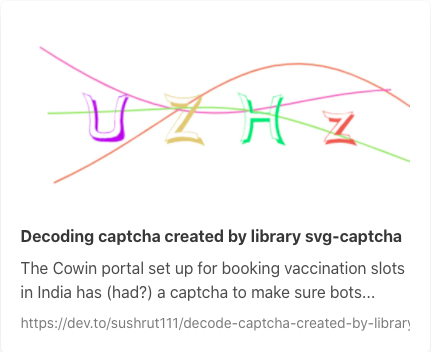 U Z H z
Decoding captcha created by library svg-captcha
The Cowin portal set up for booking vaccination slots
in India has (had?) a captcha to make sure bots...
https://dev.to/sushrut111/decode-captcha-created-by-library